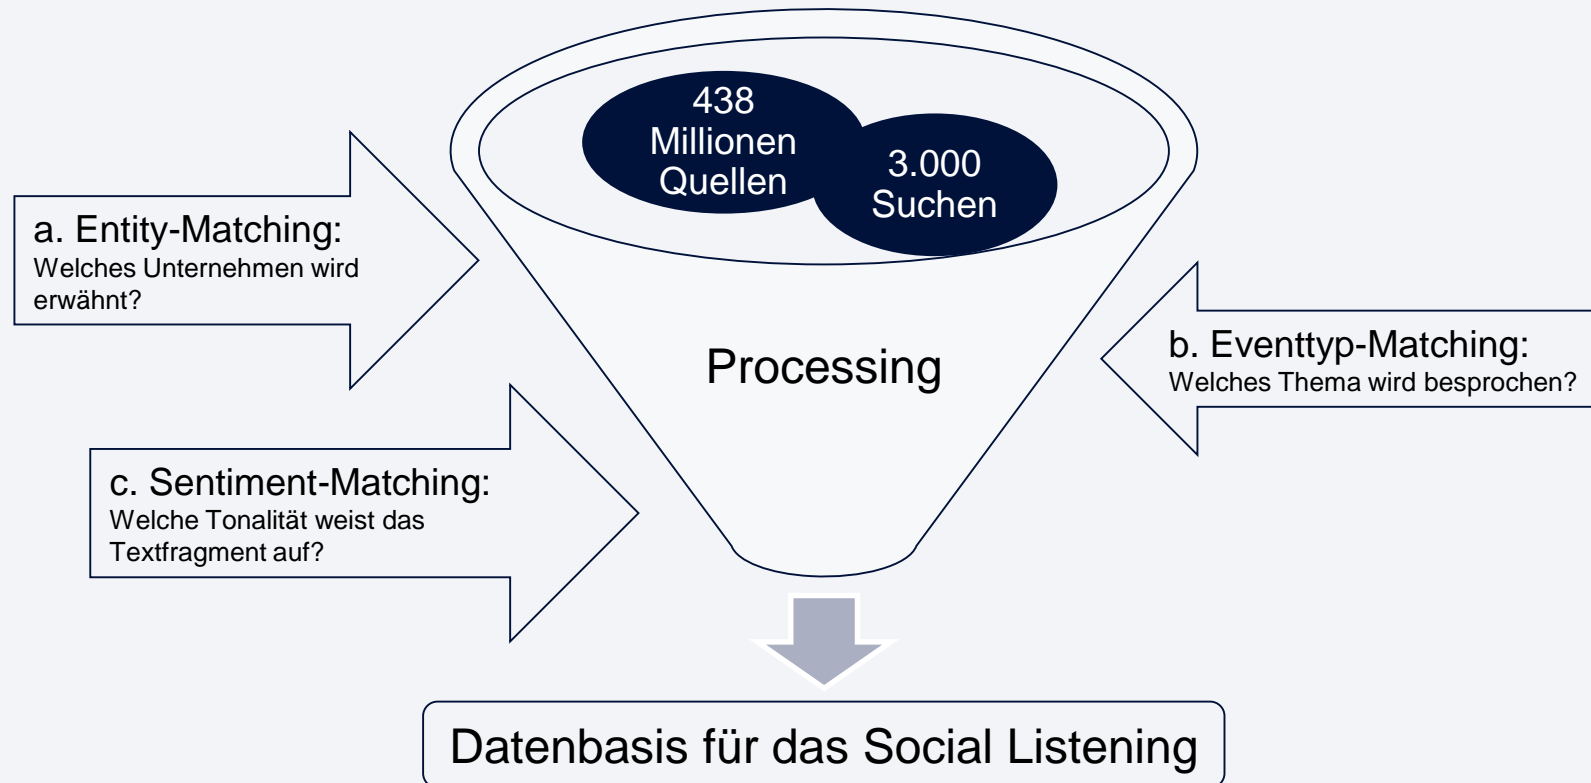 438
Millionen
Quellen
3.000
Suchen
a. Entity-Matching:
Welches Unternehmen wird
erwähnt?
Processing
b. Eventtyp-Matching:
Welches Thema wird besprochen?
c. Sentiment-Matching:
Welche Tonalität weist das
Textfragment auf?
Datenbasis für das Social Listening